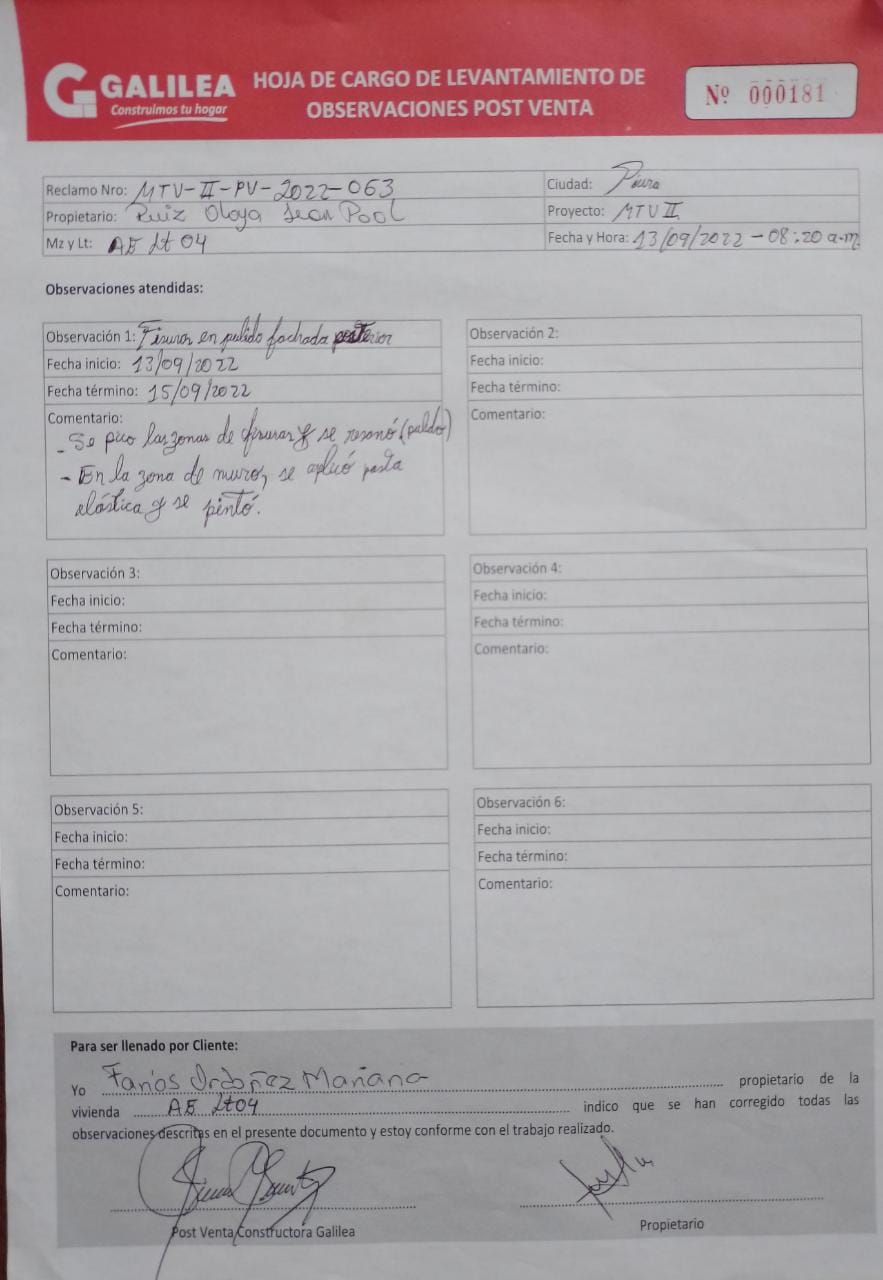 GALILEA
Construimos tu hogar
HOJA DE CARGO DE LEVANTAMIENTO DE
OBSERVACIONES POST VENTA
Nº 000181
Reclamo Nro: MTV-II-PV-2022-063
Ciudad: Piura
Propietario: Ruiz Olaya Jean Pool
Proyecto: MTV II
Mz y Lt: AE Lt 04
Fecha y Hora: 13/09/2022 - 08:20 a.m.
Observaciones atendidas:
Observación 1: Fisuras en pulido fachada posterior
Fecha inicio: 13/09/2022
Fecha término: 15/09/2022
Comentario:
- Se pico las zonas de fisuras y se resanó
- En la zona de muro, se aplicó pasta
elástica y se pintó.
Observación 2:
Fecha inicio:
Fecha término:
Comentario:
Observación 3:
Fecha inicio:
Fecha término:
Comentario:
Observación 4:
Fecha inicio:
Fecha término:
Comentario:
Observación 5:
Fecha inicio:
Fecha término:
Comentario:
Observación 6:
Fecha inicio:
Fecha término:
Comentario:
Para ser llenado por Cliente:
Yo Farías Ordoñez Mariana propietario de la
vivienda AE Lt04 indico que se han corregido todas las
observaciones descritas en el presente documento y estoy conforme con el trabajo realizado.
Post Venta Constructora Galilea
Propietario